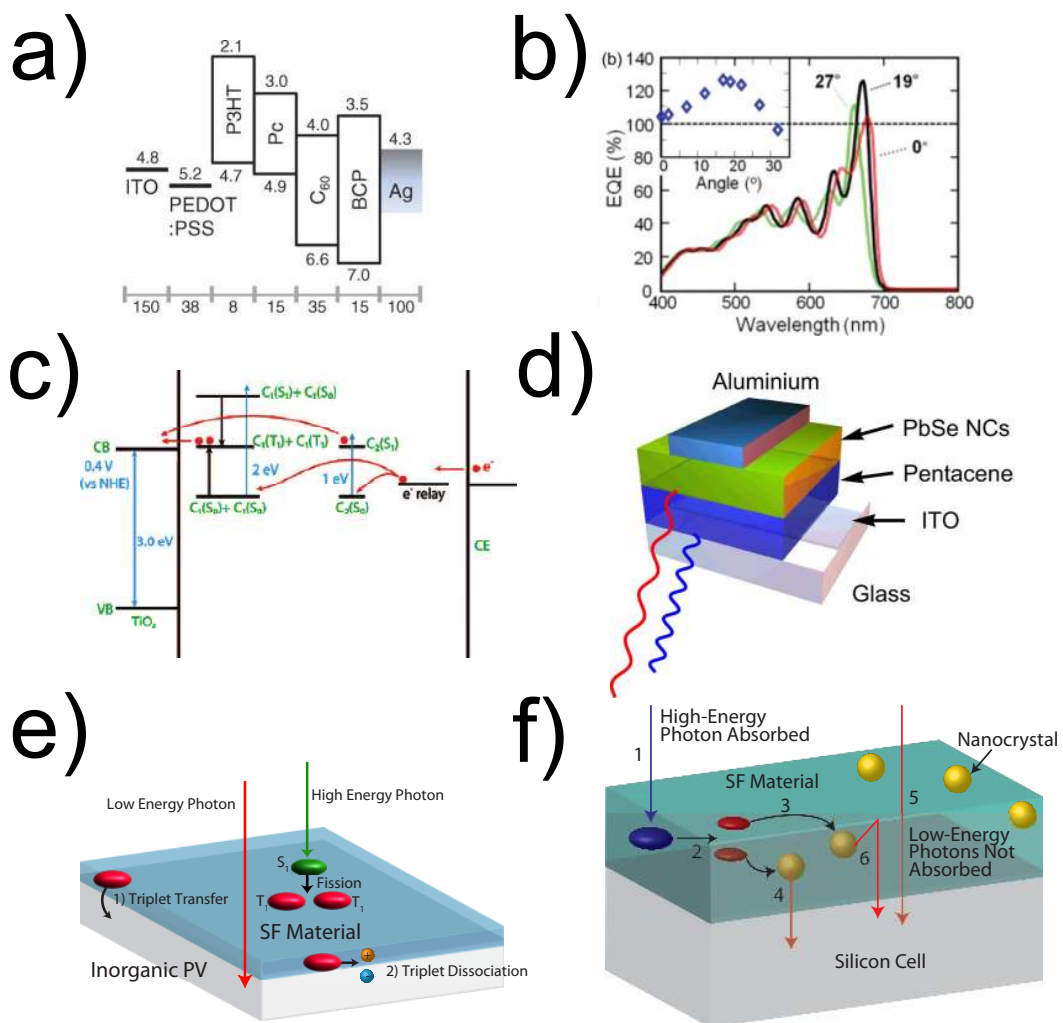 a)
2.1
P3HT
4.7
3.0
Pc
4.9
4.0
C60
6.6
3.5
BCP
7.0
4.3
Ag
4.8
ITO
5.2
PEDOT
:PSS
150 38 8 15 35 15 100
b)
(b)
140
120
100
80
60
40
20
0
EQE (%)
27°
19°
0°
0 10 20 30
Angle (°)
400 500 600 700 800
Wavelength (nm)
c)
C₁(S₁) + C₁(S₀)
CB
C₁(T₁) + C₁(T₁)
C₂(S₁)
0.4 V
(vs NHE)
2 eV
1 eV
e⁻
e⁻ relay
C₁(S₀) + C₁(S₀)
C₂(S₀)
3.0 eV
CE
VB
TiO₂
d)
Aluminium
PbSe NCs
Pentacene
ITO
Glass
e)
Low Energy Photon
High Energy Photon
S₁
Fission
T₁
T₁
1) Triplet Transfer
SF Material
+
-
2) Triplet Dissociation
Inorganic PV
f)
High-Energy
Photon Absorbed
1
Nanocrystal
SF Material
3
5
2
Low-Energy
Photons Not
Absorbed
6
4
Silicon Cell